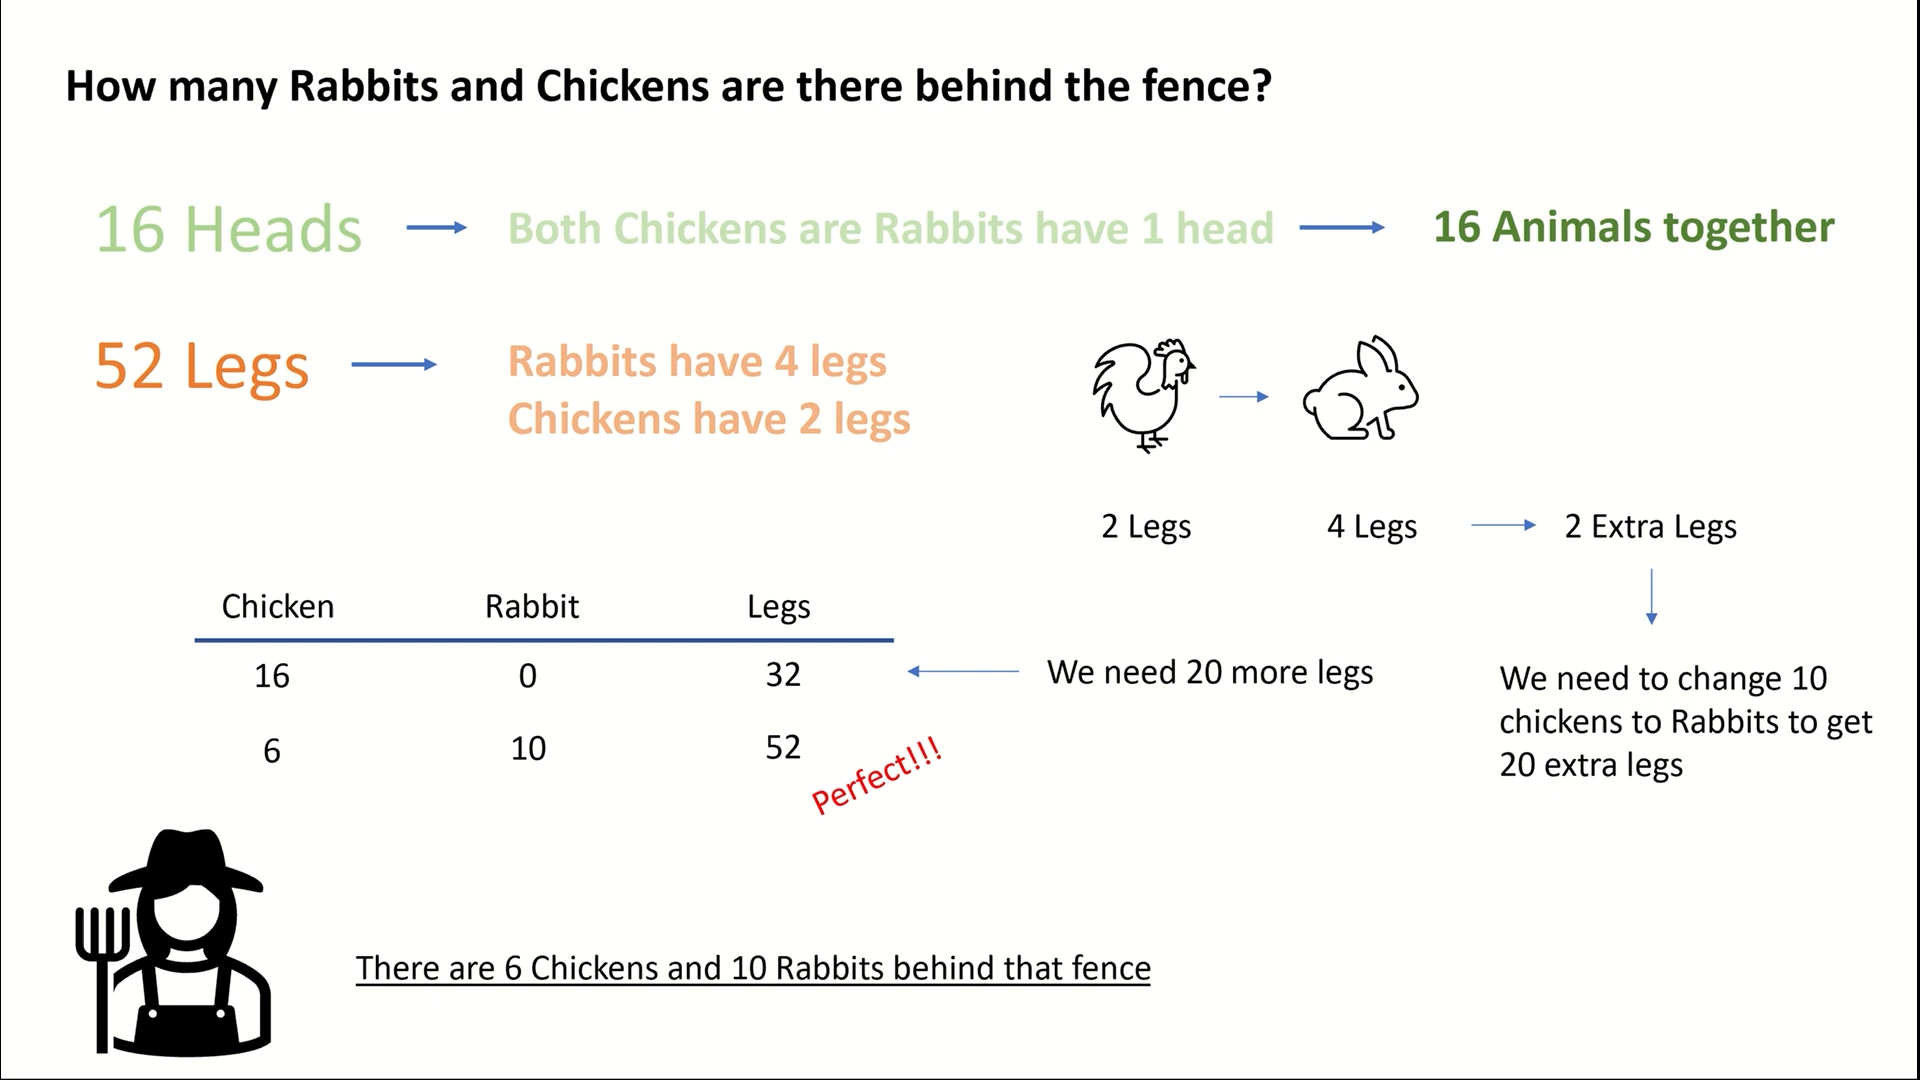 How many Rabbits and Chickens are there behind the fence?
16 Heads
Both Chickens are Rabbits have 1 head
16 Animals together
52 Legs
Rabbits have 4 legs
Chickens have 2 legs
2 Legs
4 Legs
2 Extra Legs
Chicken Rabbit Legs
16 0 32
We need 20 more legs
6 10 52
Perfect!!!
We need to change 10
chickens to Rabbits to get
20 extra legs
There are 6 Chickens and 10 Rabbits behind that fence